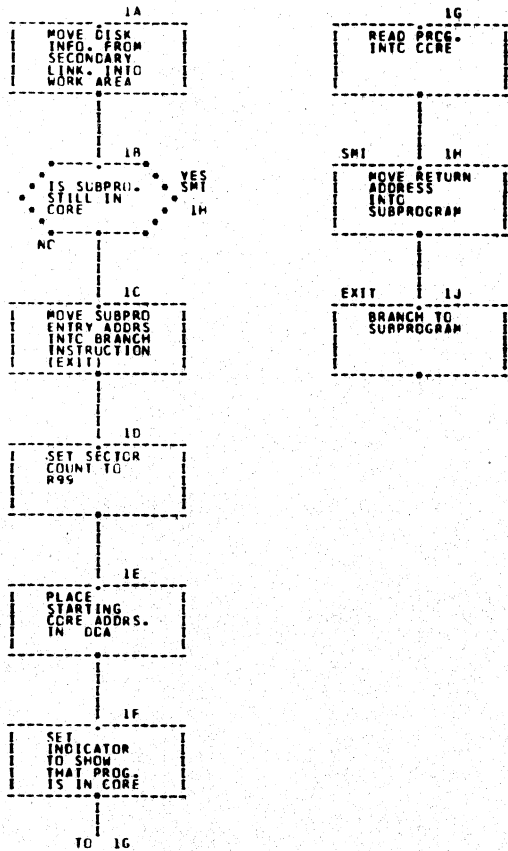 1A
MOVE DISK
INFO. FROM
SECONDARY
LINK. INTO
WORK AREA
1B
IS SUBPRO.
STILL IN
CORE
YES
SMI
1H
NO
1C
MOVE SUBPRO
ENTRY ADDRS
INTO BRANCH
INSTRUCTION
(EXIT)
1D
SET SECTOR
COUNT TO
R99
1E
PLACE
STARTING
CORE ADDRS.
IN DCA
1F
SET
INDICATOR
TO SHOW
THAT PROG.
IS IN CORE
TO 1G
1G
READ PROG.
INTO CORE
SMI 1H
MOVE RETURN
ADDRESS
INTO
SUBPROGRAM
EXIT 1J
BRANCH TO
SUBPROGRAM